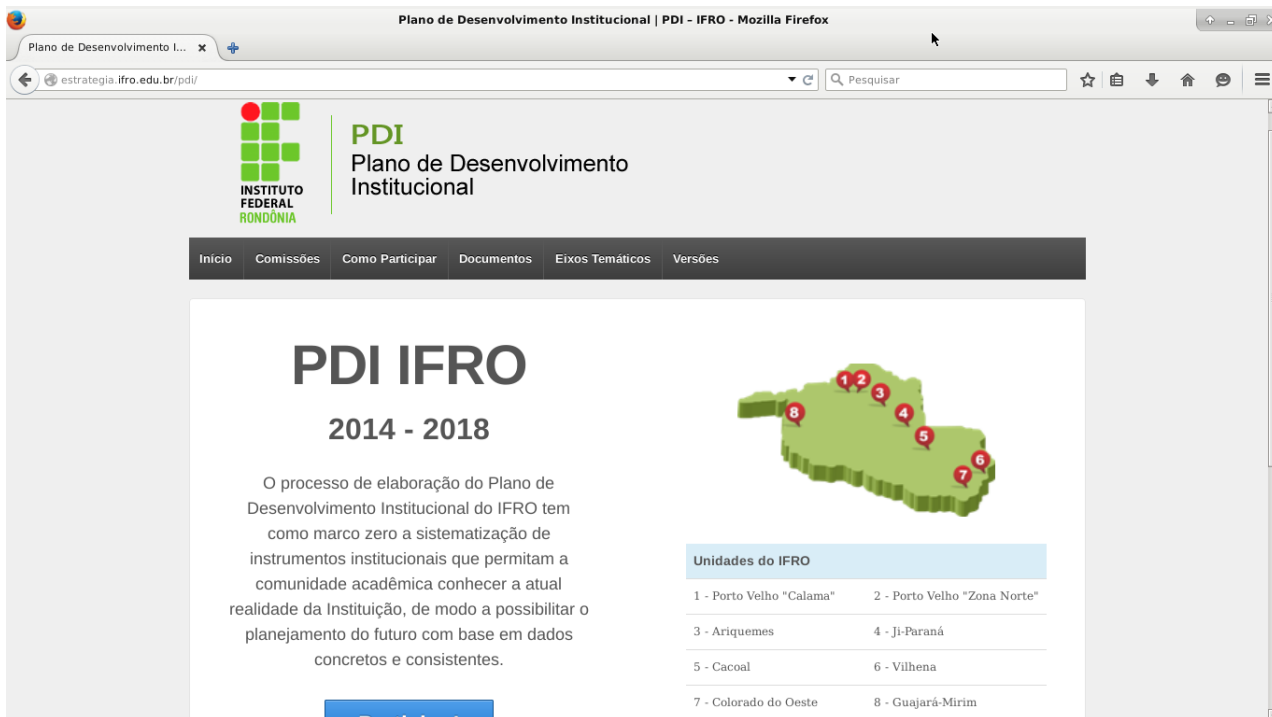 Plano de Desenvolvimento Institucional | PDI – IFRO - Mozilla Firefox
Plano de Desenvolvimento I...
estrategia.ifro.edu.br/pdi/
Pesquisar
INSTITUTO
FEDERAL
RONDÔNIA
PDI
Plano de Desenvolvimento
Institucional
Início Comissões Como Participar Documentos Eixos Temáticos Versões
PDI IFRO
2014 - 2018
O processo de elaboração do Plano de
Desenvolvimento Institucional do IFRO tem
como marco zero a sistematização de
instrumentos institucionais que permitam a
comunidade acadêmica conhecer a atual
realidade da Instituição, de modo a possibilitar o
planejamento do futuro com base em dados
concretos e consistentes.
1 2
3
8 4
5
6
7
Unidades do IFRO
1 - Porto Velho "Calama" 2 - Porto Velho "Zona Norte"
3 - Ariquemes 4 - Ji-Paraná
5 - Cacoal 6 - Vilhena
7 - Colorado do Oeste 8 - Guajará-Mirim